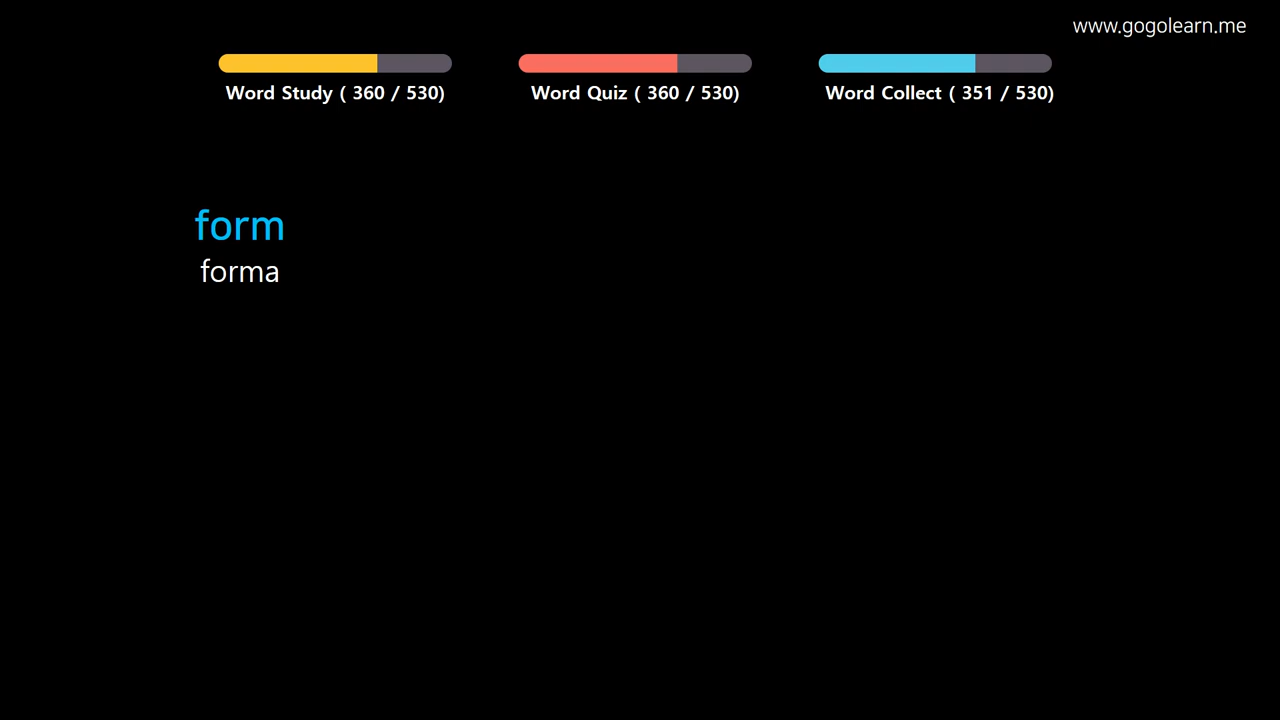 www.gogolearn.me
Word Study ( 360 / 530)
Word Quiz ( 360 / 530)
Word Collect ( 351 / 530)
form
forma